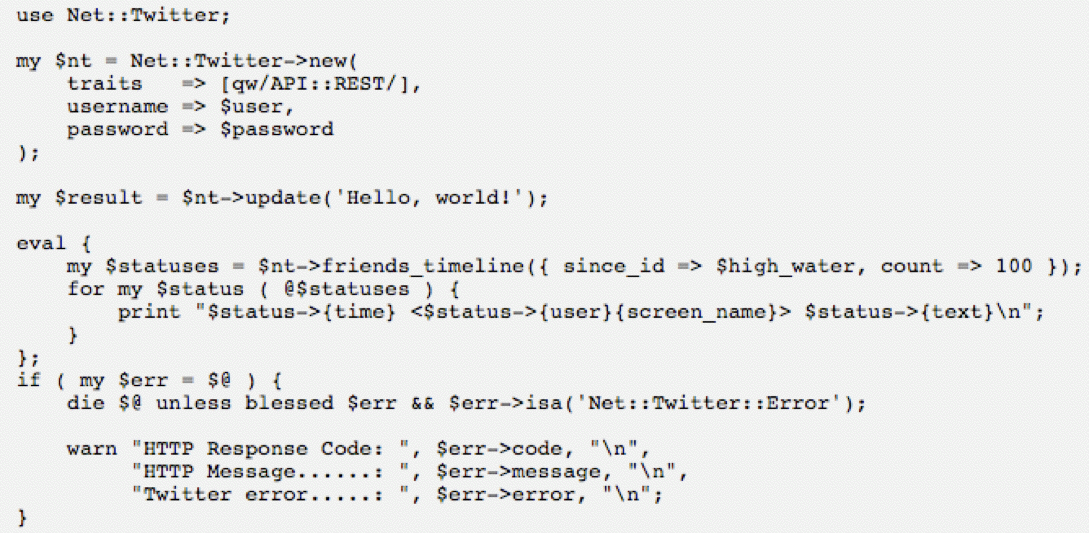 use Net::Twitter;

my $nt = Net::Twitter->new(
    traits   => [qw/API::REST/],
    username => $user,
    password => $password
);

my $result = $nt->update('Hello, world!');

eval {
    my $statuses = $nt->friends_timeline({ since_id => $high_water, count => 100 });
    for my $status ( @$statuses ) {
        print "$status->{time} <$status->{user}{screen_name}> $status->{text}\n";
    }
};
if ( my $err = $@ ) {
    die $@ unless blessed $err && $err->isa('Net::Twitter::Error');

    warn "HTTP Response Code: ", $err->code, "\n",
         "HTTP Message......: ", $err->message, "\n",
         "Twitter error.....: ", $err->error, "\n";
}